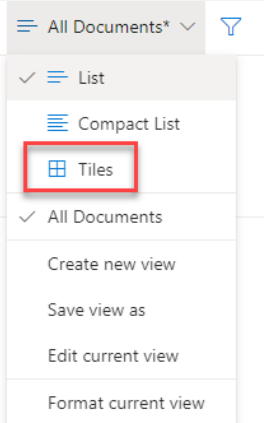 All Documents*
List
Compact List
Tiles
All Documents
Create new view
Save view as
Edit current view
Format current view